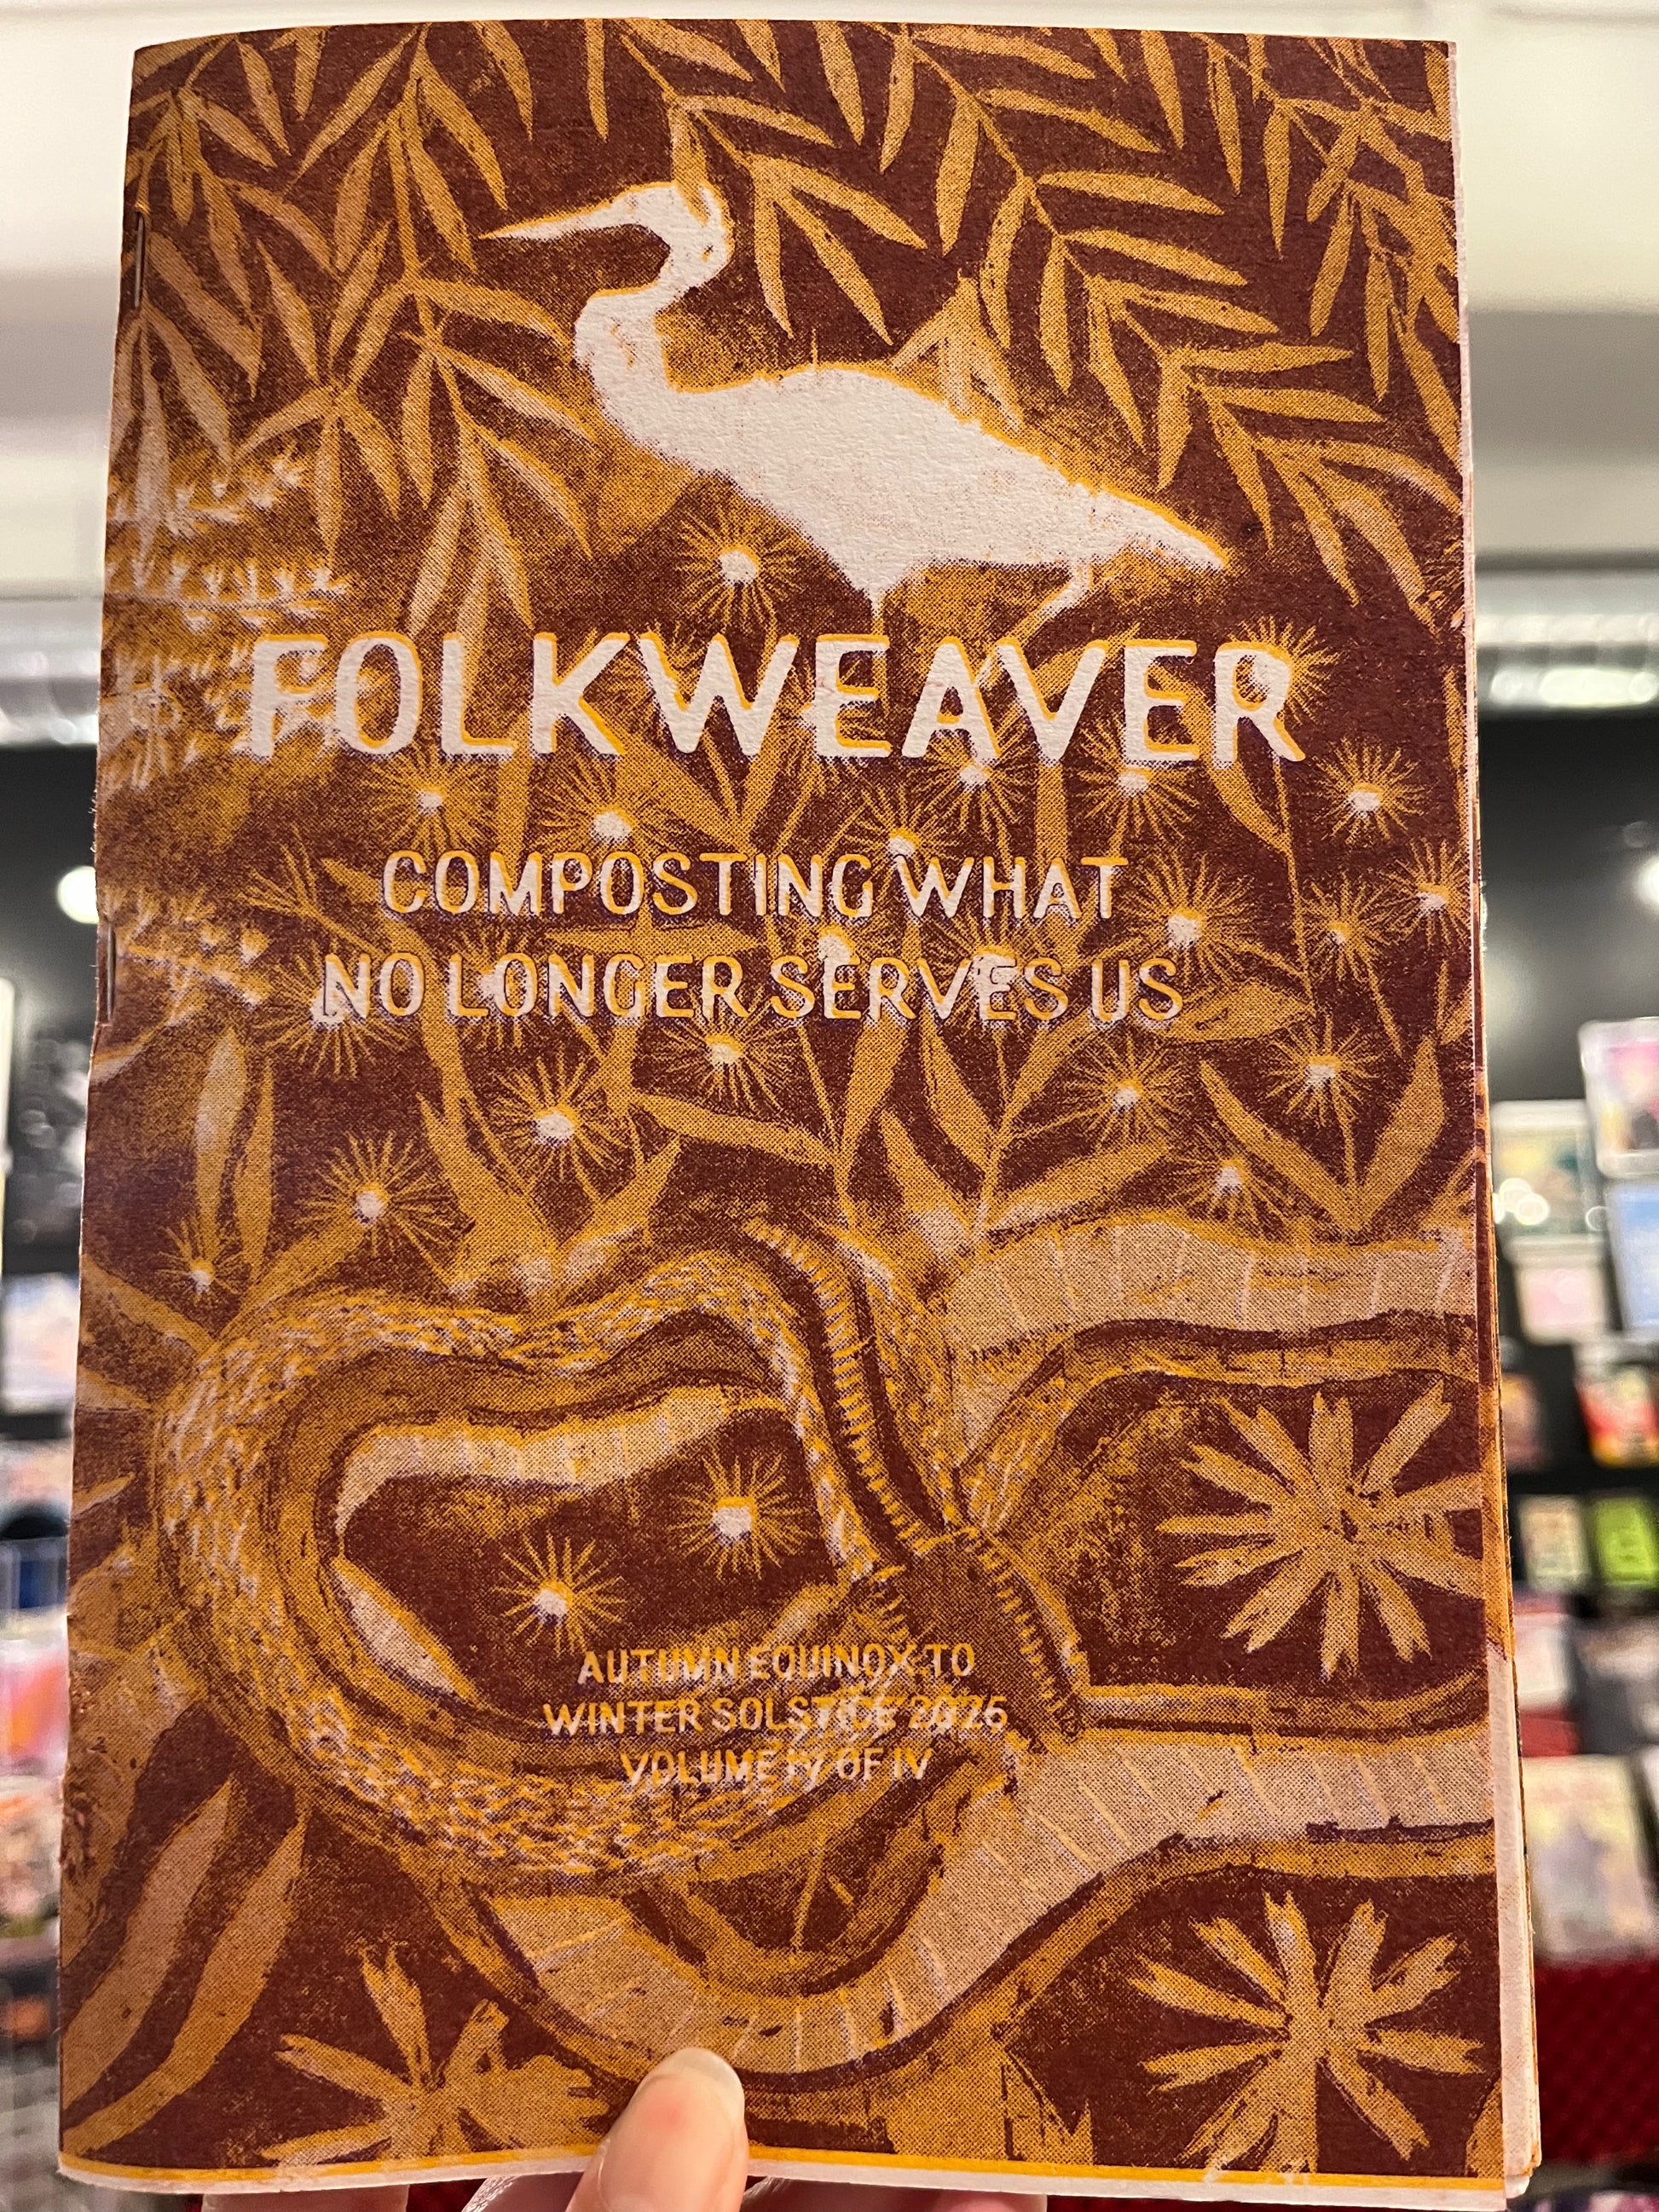 FOLKWEAVER
COMPOSTING WHAT
NO LONGER SERVES US
AUTUMN EQUINOX TO
WINTER SOLSTICE 2025
VOLUME IV OF IV